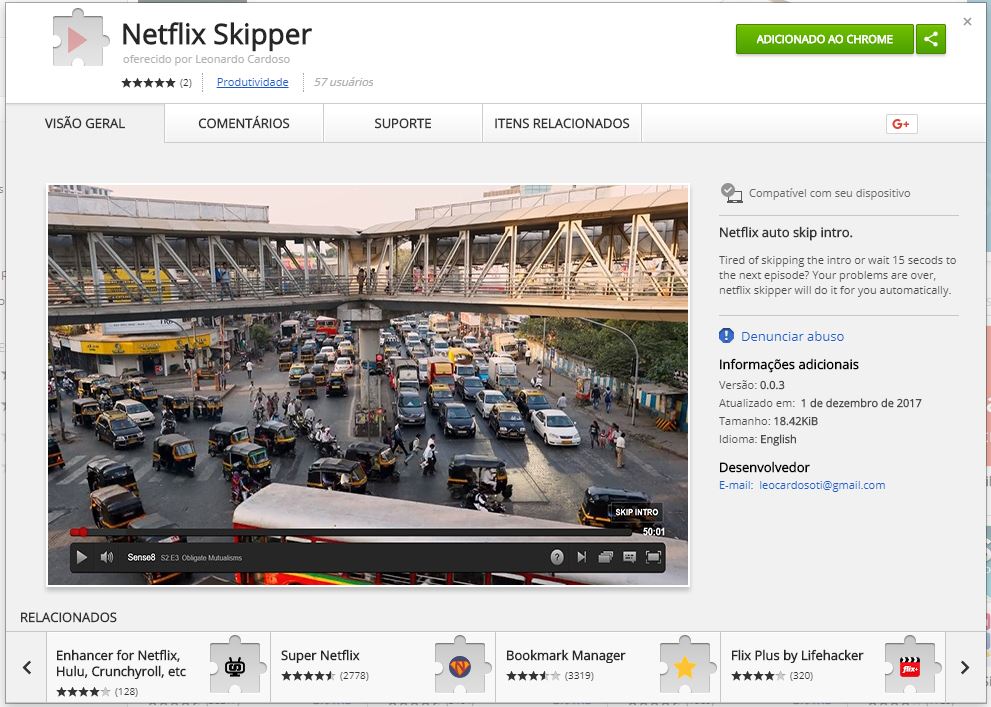 Netflix Skipper
oferecido por Leonardo Cardoso
★★★★★ (2) Produtividade 57 usuários
ADICIONADO AO CHROME
×
VISÃO GERAL COMENTÁRIOS SUPORTE ITENS RELACIONADOS
G+
SKIP INTRO
50:01
Sense8 S2:E3 Obligate Mutualisms
?
Compatível com seu dispositivo
Netflix auto skip intro.
Tired of skipping the intro or wait 15 secods to
the next episode? Your problems are over,
netflix skipper will do it for you automatically.
Denunciar abuso
Informações adicionais
Versão: 0.0.3
Atualizado em: 1 de dezembro de 2017
Tamanho: 18.42KiB
Idioma: English
Desenvolvedor
E-mail: leocardosoti@gmail.com
RELACIONADOS
Enhancer for Netflix,
Hulu, Crunchyroll, etc
(128)
Super Netflix
(2778)
Bookmark Manager
(3319)
Flix Plus by Lifehacker
(320)
flix+